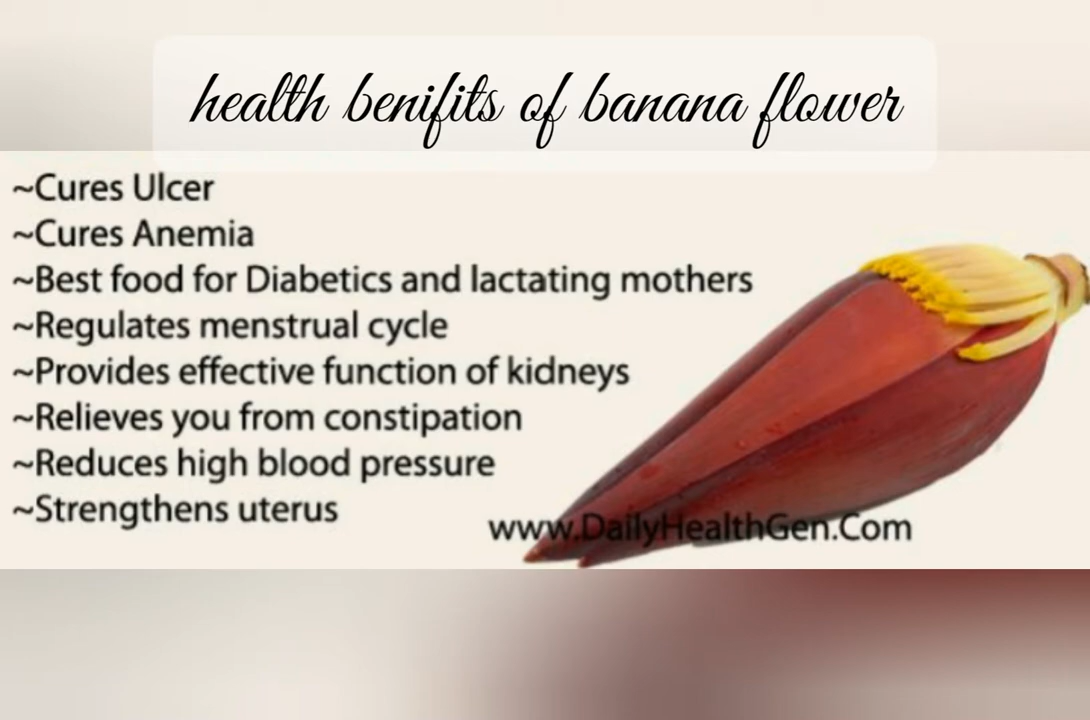 health benifits of banana flower
~Cures Ulcer
~Cures Anemia
~Best food for Diabetics and lactating mothers
~Regulates menstrual cycle
~Provides effective function of kidneys
~Relieves you from constipation
~Reduces high blood pressure
~Strengthens uterus
www.DailyHealthGen.Com